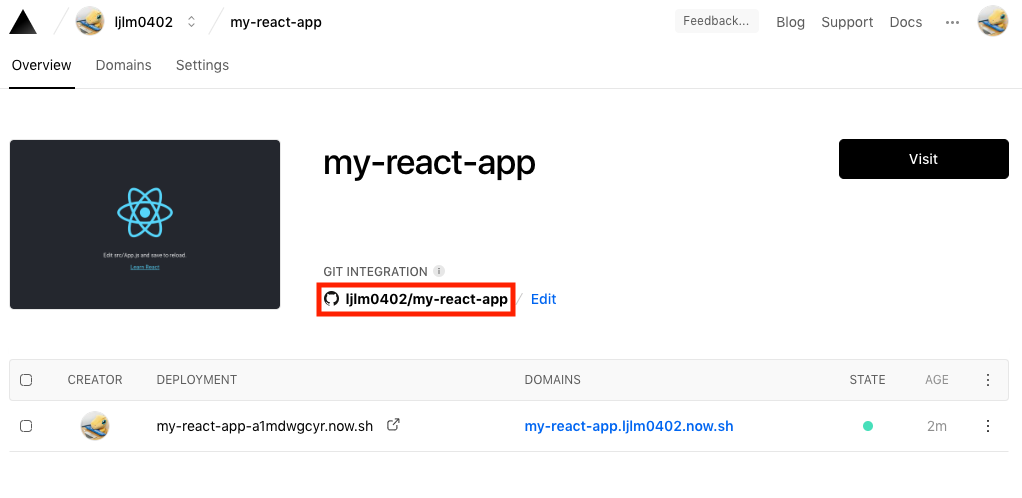 ljlm0402 my-react-app Feedback... Blog Support Docs
Overview Domains Settings
my-react-app
Visit
Edit src/App.js and save to reload.
Learn React
GIT INTEGRATION
ljlm0402/my-react-app / Edit
CREATOR DEPLOYMENT DOMAINS STATE AGE
my-react-app-a1mdwgcyr.now.sh my-react-app.ljlm0402.now.sh 2m